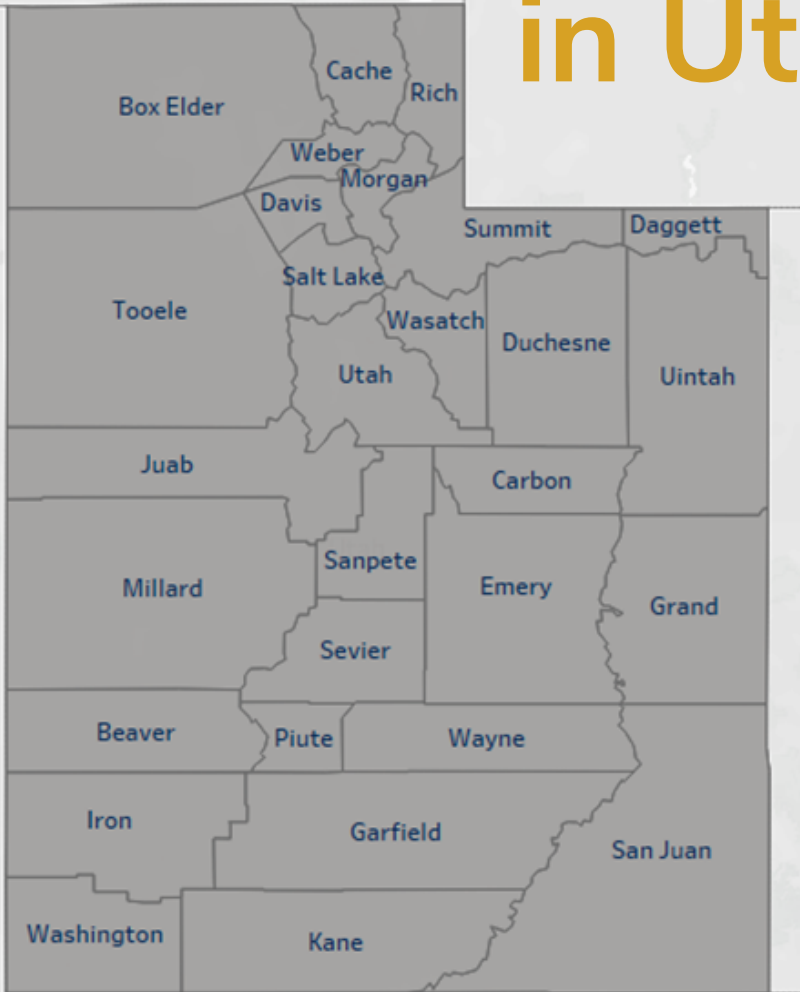 in Ut
Cache
Rich
Box Elder
Weber
Morgan
Davis
Summit
Daggett
Salt Lake
Tooele
Wasatch
Duchesne
Utah
Uintah
Juab
Carbon
Sanpete
Millard
Emery
Grand
Sevier
Beaver
Piute
Wayne
Iron
Garfield
San Juan
Washington
Kane